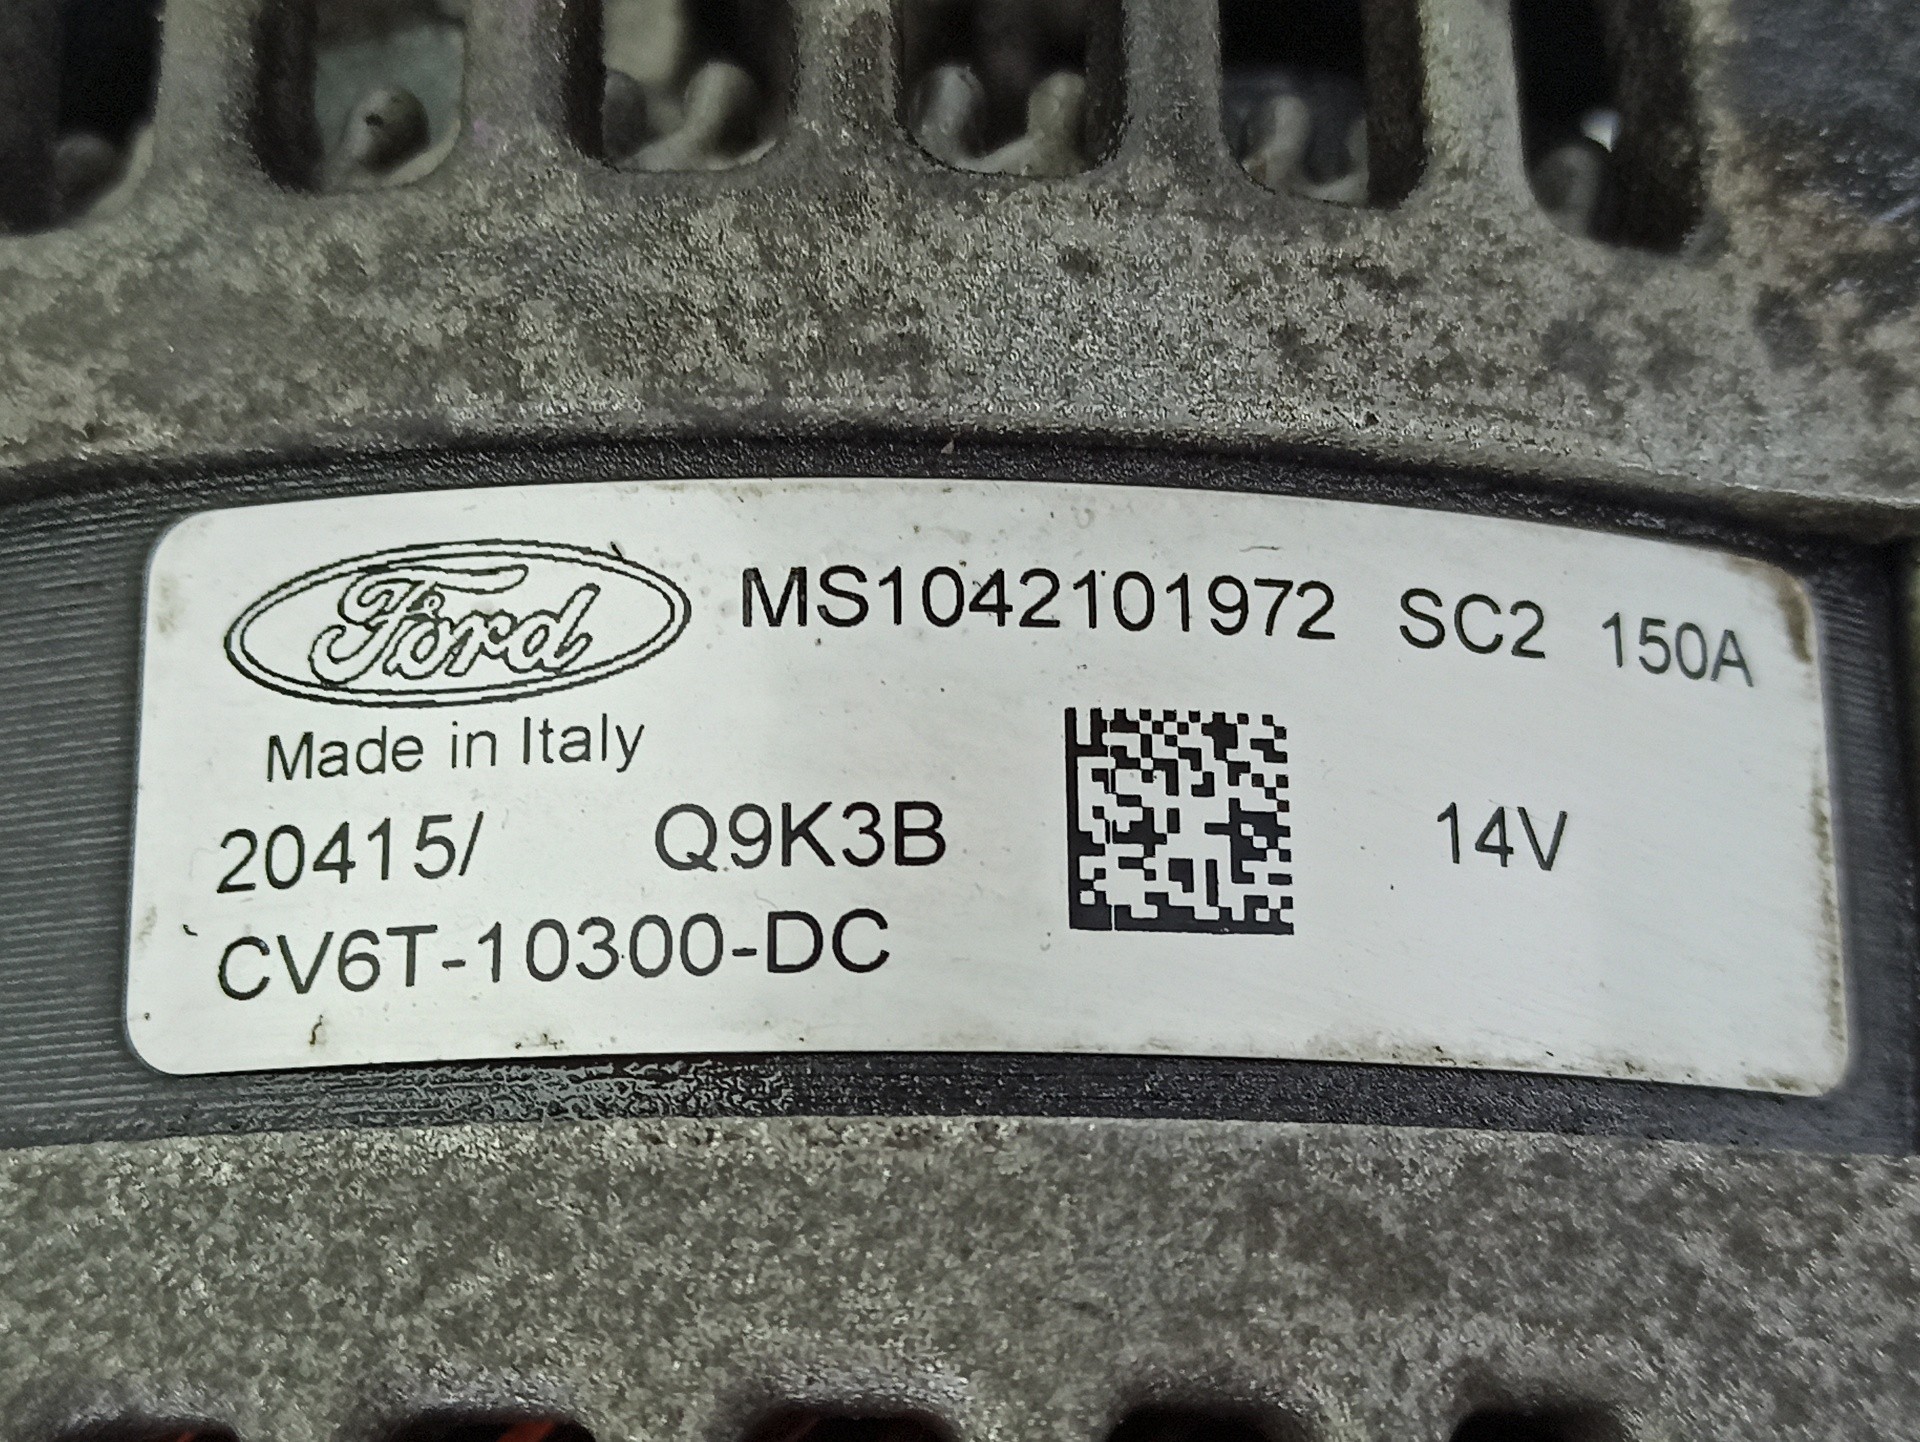 Ford MS1042101972 SC2 150A
Made in Italy
20415/ Q9K3B 14V
CV6T-10300-DC